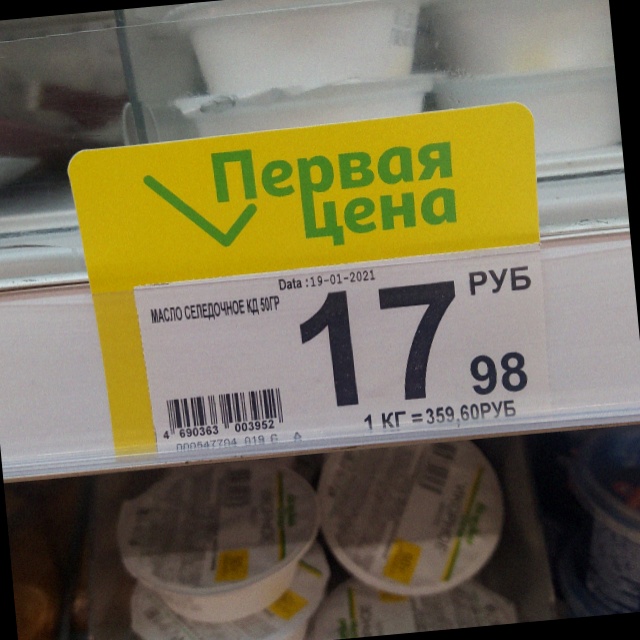 Первая
цена
Data :19-01-2021
МАСЛО СЕЛЕДОЧНОЕ КД 50ГР
17 98 РУБ
1 КГ =359,60РУБ
4 690363 003952